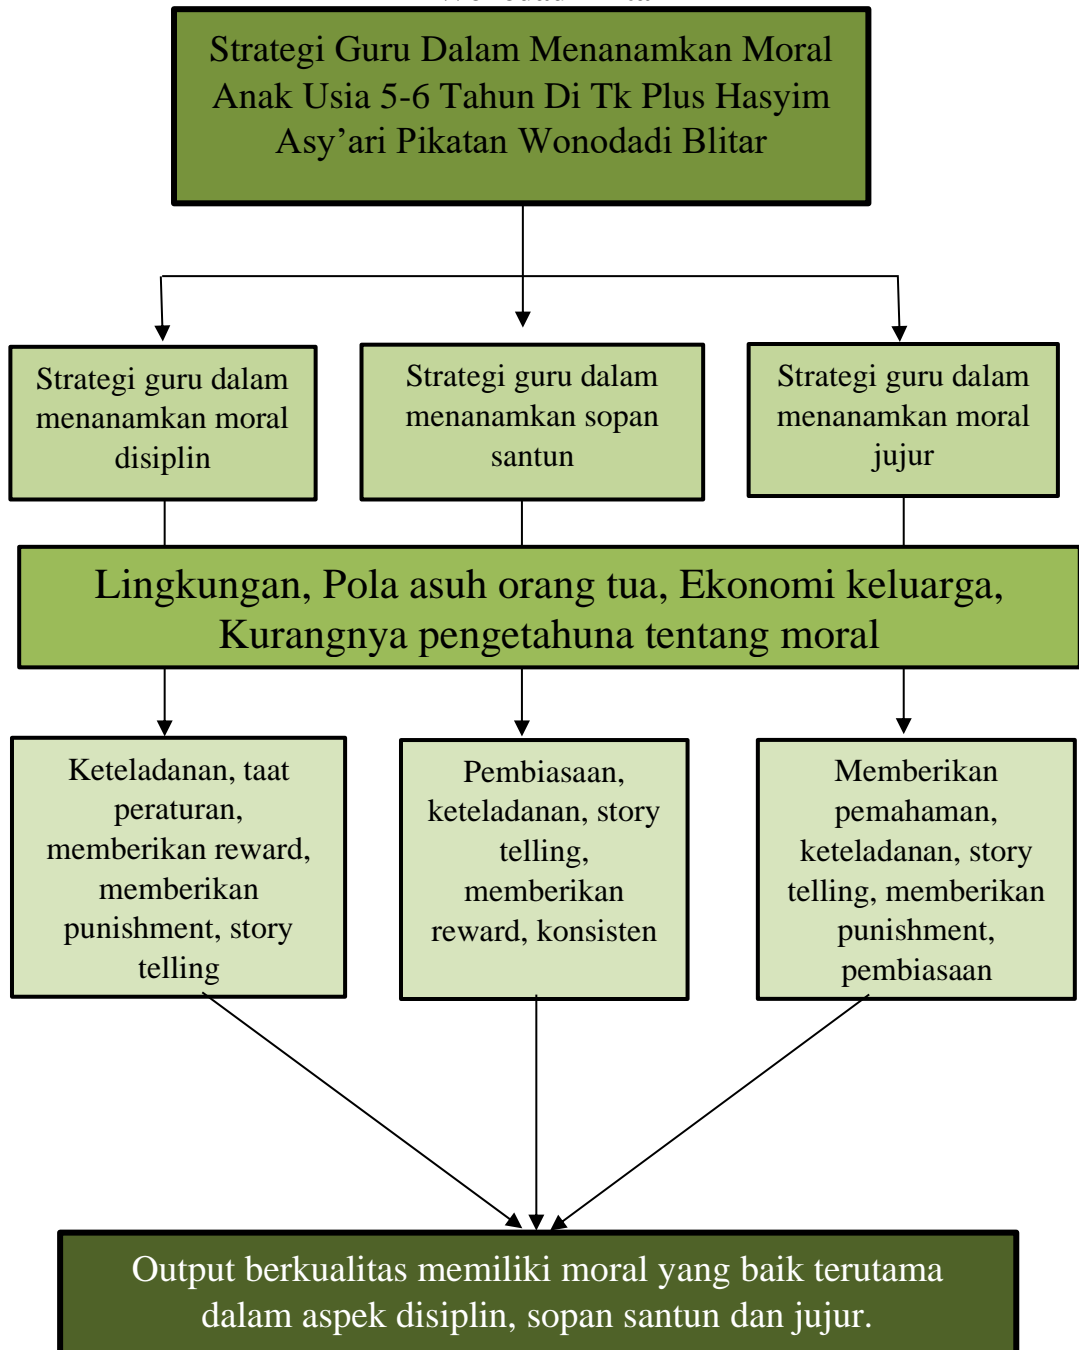 Strategi Guru Dalam Menanamkan Moral
Anak Usia 5-6 Tahun Di Tk Plus Hasyim
Asy’ari Pikatan Wonodadi Blitar
Strategi guru dalam
menanamkan moral
disiplin
Strategi guru dalam
menanamkan sopan
santun
Strategi guru dalam
menanamkan moral
jujur
Lingkungan, Pola asuh orang tua, Ekonomi keluarga,
Kurangnya pengetahuna tentang moral
Keteladanan, taat
peraturan,
memberikan reward,
memberikan
punishment, story
telling
Pembiasaan,
keteladanan, story
telling,
memberikan
reward, konsisten
Memberikan
pemahaman,
keteladanan, story
telling, memberikan
punishment,
pembiasaan
Output berkualitas memiliki moral yang baik terutama
dalam aspek disiplin, sopan santun dan jujur.